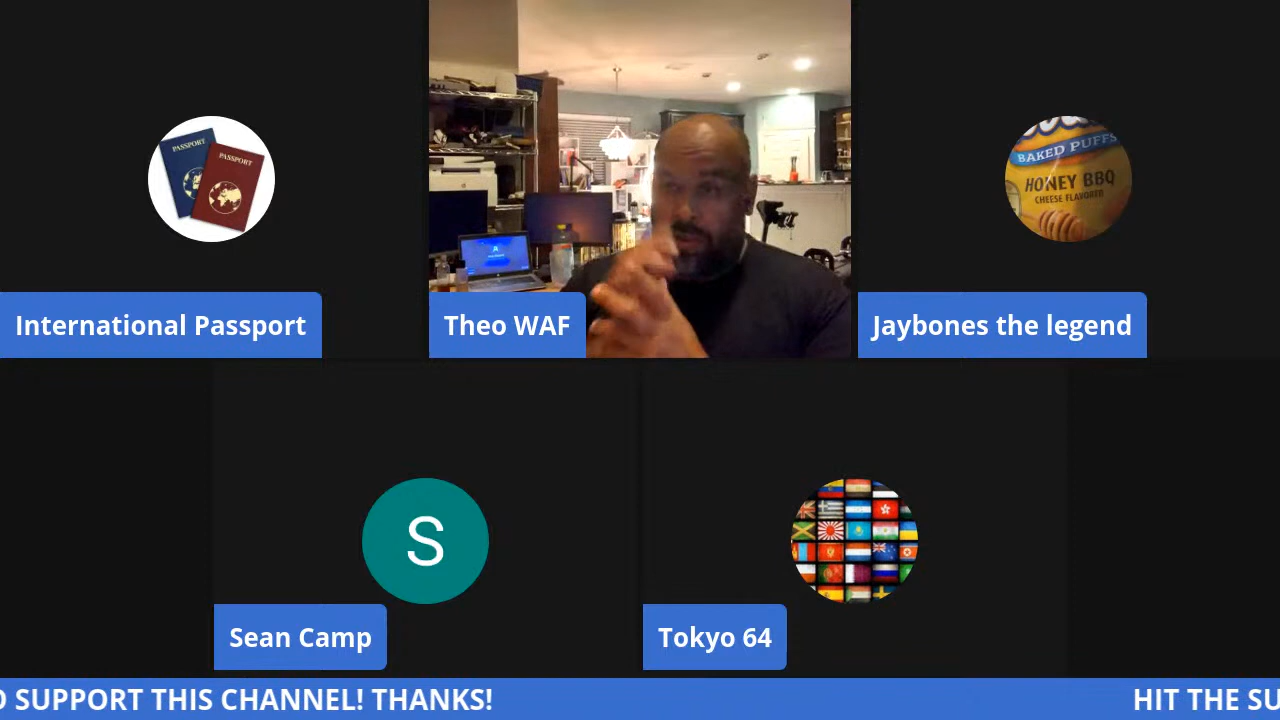 PASSPORT
PASSPORT
BAKED PUFFS
HONEY BBQ
CHEESE FLAVORED
International Passport
Theo WAF
Jaybones the legend
S
Sean Camp
Tokyo 64
SUPPORT THIS CHANNEL! THANKS!
HIT THE SU